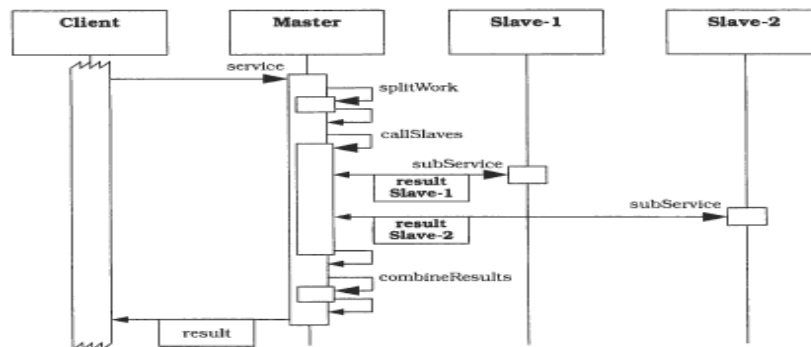 Client
Master
Slave-1
Slave-2
service
splitWork
callSlaves
subService
result
Slave-1
subService
result
Slave-2
combineResults
result